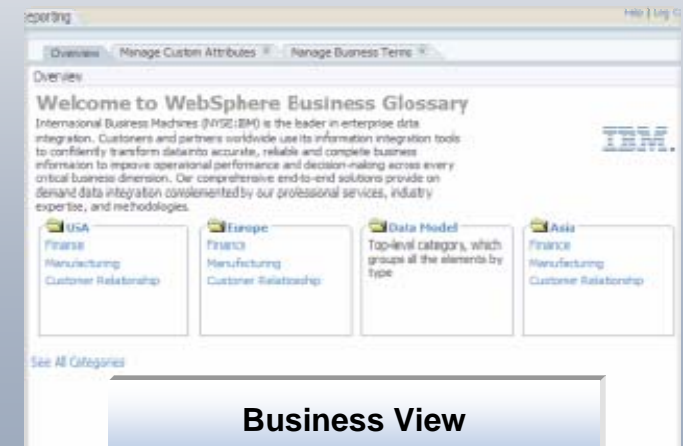 eporting
Help | Log
Overview Manage Custom Attributes Manage Business Terms
Overview
Welcome to WebSphere Business Glossary
International Business Machines (NYSE:IBM) is the leader in enterprise data
integration. Customers and partners worldwide use its information integration tools
to confidently transform data into accurate, reliable and complete business
information to improve operational performance and decision-making across every
critical business dimension. Our comprehensive end-to-end solutions provide on
demand data integration complemented by our professional services, industry
expertise, and methodologies.
IBM.
USA
Finance
Manufacturing
Customer Relationship
Europe
Finance
Manufacturing
Customer Relationship
Data Model
Top-level category, which
groups all the elements by
type
Asia
Finance
Manufacturing
Customer Relationship
See All Categories
Business View